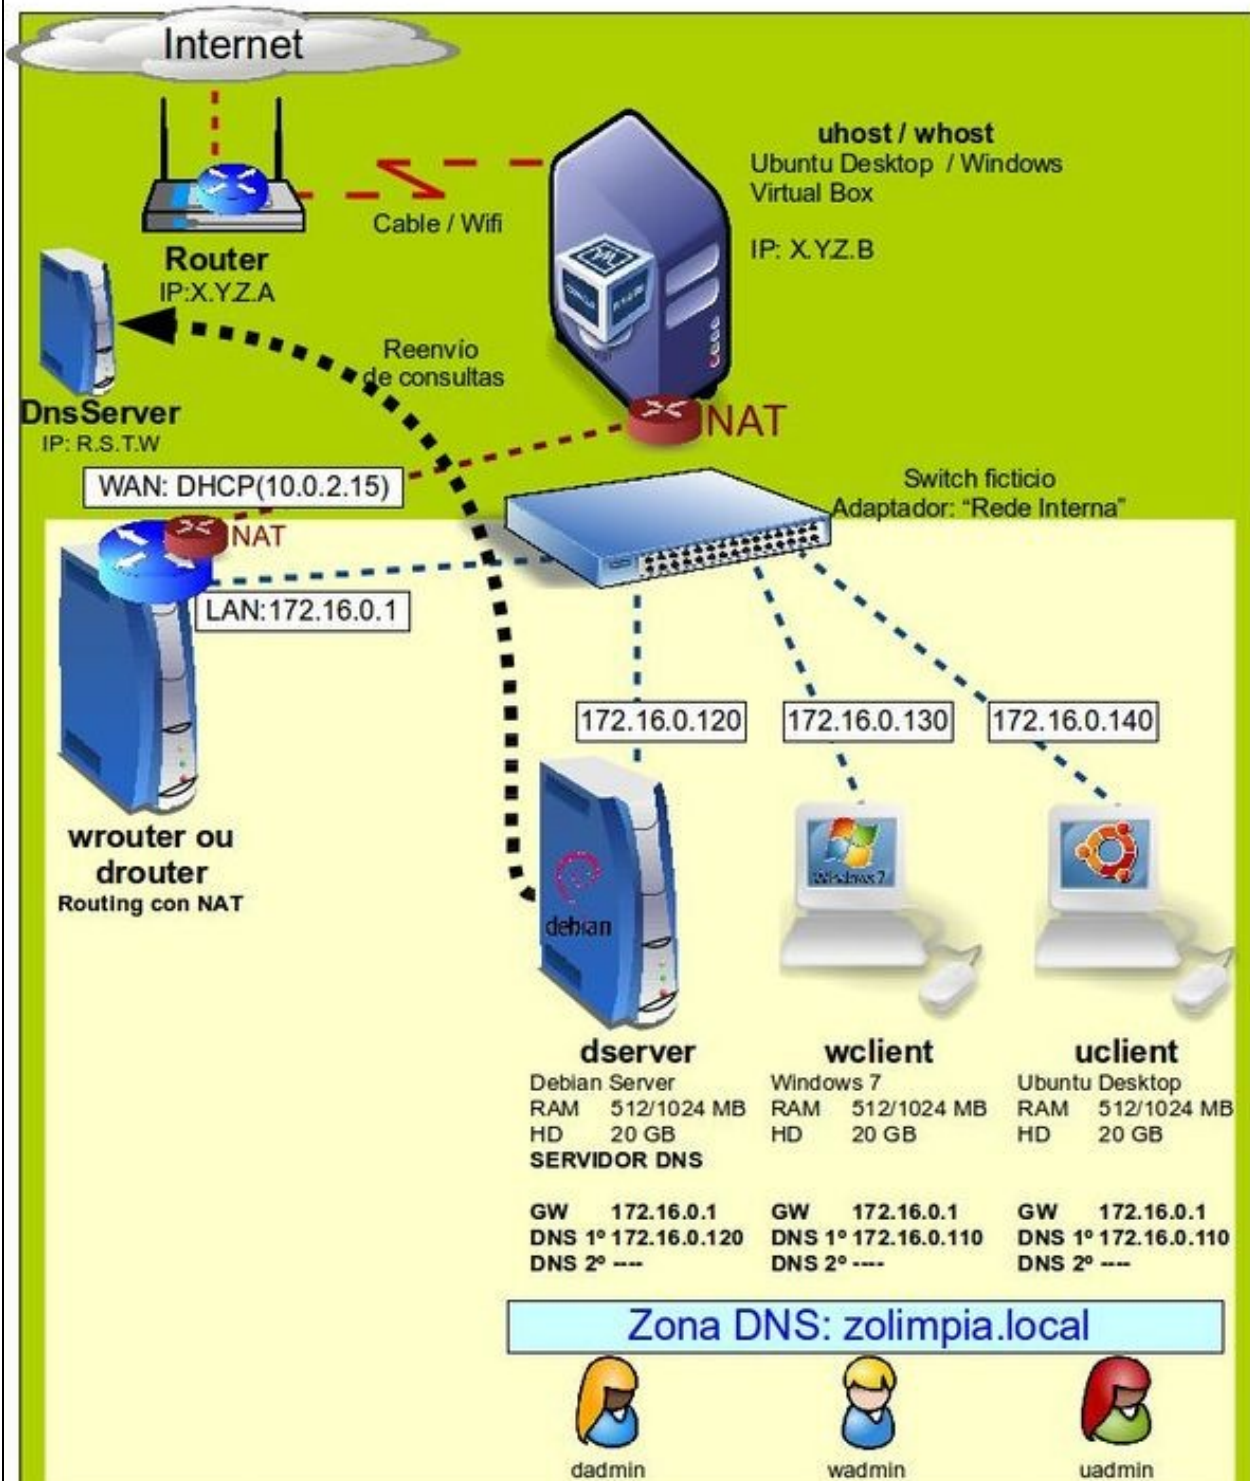 Internet
uhost / whost
Ubuntu Desktop / Windows
Virtual Box
IP: X.Y.Z.B
Cable / Wifi
Router
IP:X.Y.Z.A
Reenvío
de consultas
DnsServer
IP: R.S.T.W
NAT
WAN: DHCP(10.0.2.15)
Switch ficticio
Adaptador: “Rede Interna”
NAT
LAN:172.16.0.1
172.16.0.120
172.16.0.130
172.16.0.140
wrouter ou
drouter
Routing con NAT
debian
Windows 7
dserver
Debian Server
RAM 512/1024 MB
HD 20 GB
SERVIDOR DNS
GW 172.16.0.1
DNS 1º 172.16.0.120
DNS 2º ----
wclient
Windows 7
RAM 512/1024 MB
HD 20 GB
GW 172.16.0.1
DNS 1º 172.16.0.110
DNS 2º ----
uclient
Ubuntu Desktop
RAM 512/1024 MB
HD 20 GB
GW 172.16.0.1
DNS 1º 172.16.0.110
DNS 2º ----
Zona DNS: zolimpia.local
dadmin
wadmin
uadmin